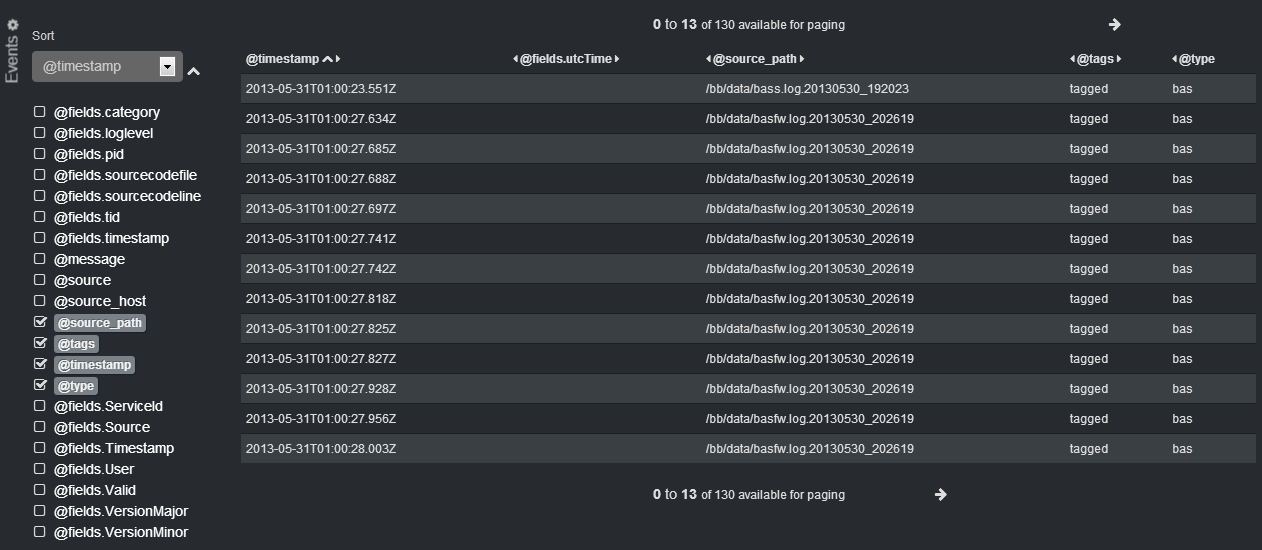 Events
Sort
@timestamp
@fields.category
@fields.loglevel
@fields.pid
@fields.sourcecodefile
@fields.sourcecodeline
@fields.tid
@fields.timestamp
@message
@source
@source_host
@source_path
@tags
@timestamp
@type
@fields.ServiceId
@fields.Source
@fields.Timestamp
@fields.User
@fields.Valid
@fields.VersionMajor
@fields.VersionMinor
0 to 13 of 130 available for paging
@timestamp @fields.utcTime @source_path @tags @type
2013-05-31T01:00:23.551Z /bb/data/bass.log.20130530_192023 tagged bas
2013-05-31T01:00:27.634Z /bb/data/basfw.log.20130530_202619 tagged bas
2013-05-31T01:00:27.685Z /bb/data/basfw.log.20130530_202619 tagged bas
2013-05-31T01:00:27.688Z /bb/data/basfw.log.20130530_202619 tagged bas
2013-05-31T01:00:27.697Z /bb/data/basfw.log.20130530_202619 tagged bas
2013-05-31T01:00:27.741Z /bb/data/basfw.log.20130530_202619 tagged bas
2013-05-31T01:00:27.742Z /bb/data/basfw.log.20130530_202619 tagged bas
2013-05-31T01:00:27.818Z /bb/data/basfw.log.20130530_202619 tagged bas
2013-05-31T01:00:27.825Z /bb/data/basfw.log.20130530_202619 tagged bas
2013-05-31T01:00:27.827Z /bb/data/basfw.log.20130530_202619 tagged bas
2013-05-31T01:00:27.928Z /bb/data/basfw.log.20130530_202619 tagged bas
2013-05-31T01:00:27.956Z /bb/data/basfw.log.20130530_202619 tagged bas
2013-05-31T01:00:28.003Z /bb/data/basfw.log.20130530_202619 tagged bas
0 to 13 of 130 available for paging